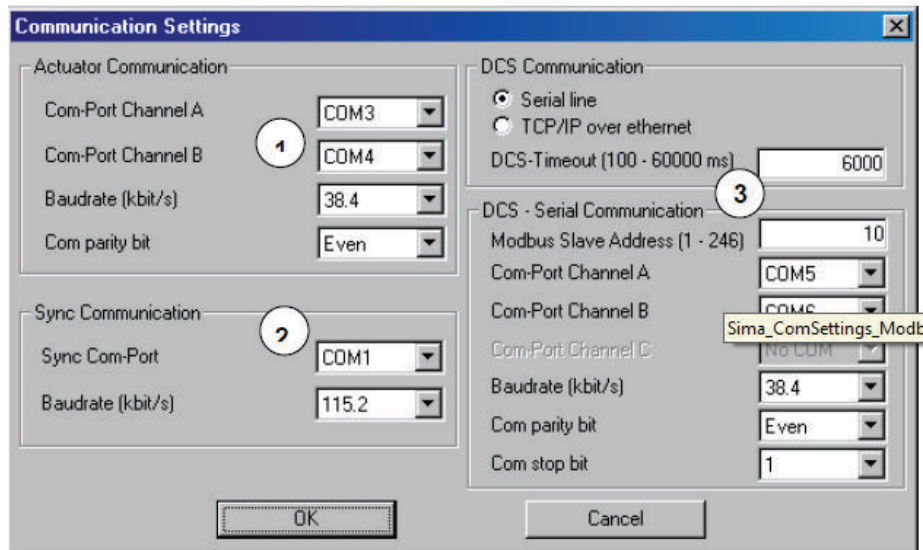 Communication Settings
Actuator Communication
Com-Port Channel A
COM3
1
Com-Port Channel B
COM4
Baudrate (kbit/s)
38.4
Com parity bit
Even
Sync Communication
2
Sync Com-Port
COM1
Baudrate (kbit/s)
115.2
DCS Communication
Serial line
TCP/IP over ethernet
DCS-Timeout (100 - 60000 ms)
6000
3
DCS - Serial Communication
Modbus Slave Address (1 - 246)
10
Com-Port Channel A
COM5
Com-Port Channel B
COM6
Sima_ComSettings_Modb
Com-Port Channel C
No COM
Baudrate (kbit/s)
38.4
Com parity bit
Even
Com stop bit
1
OK
Cancel